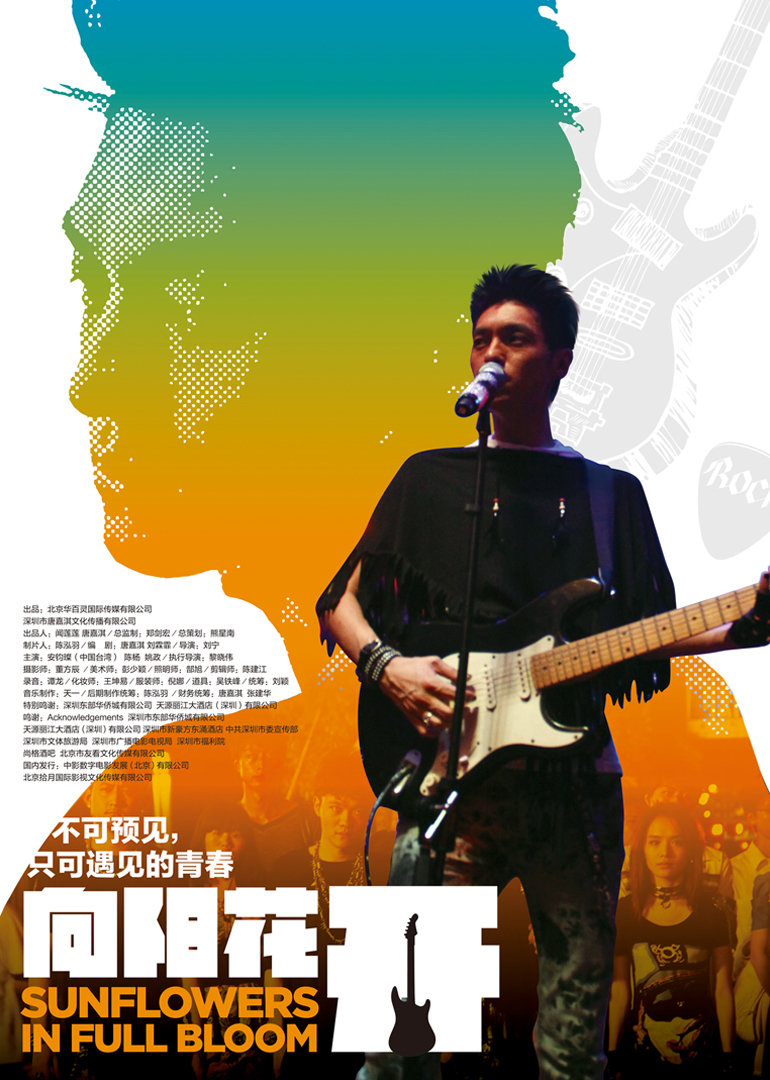 ROCK
出品：北京华百灵国际传媒有限公司
深圳市唐嘉淇文化传播有限公司
出品人：闻莲莲 唐嘉淇／总监制：郑剑宏／总策划：熊星南
制片人：陈泓羽／编　剧：唐嘉淇 刘霏霏／导演：刘宁
主演：安钧璨（中国台湾） 陈杨 姚政／执行导演：黎晓伟
摄影师：董方辰／美术师：彭少颖／照明师：郜旭／剪辑师：陈建江
录音：谭龙／化妆师：王坤易／服装师：倪娜／道具：吴铁峰／统筹：刘颖
音乐制作：天一／后期制作统筹：陈泓羽／财务统筹：唐嘉淇 张建华
特别鸣谢：深圳东部华侨城有限公司 天源丽江大酒店（深圳）有限公司
鸣谢：Acknowledgements 深圳市东部华侨城有限公司
天源丽江大酒店（深圳）有限公司 深圳市新豪方东涌酒店 中共深圳市委宣传部
深圳市文体旅游局 深圳市广播电影电视局 深圳市福利院
尚格酒吧 北京市友看文化传媒有限公司
国内发行：中影数字电影发展（北京）有限公司
北京拾月国际影视文化传媒有限公司
不可预见，
只可遇见的青春
向阳花开
SUNFLOWERS
IN FULL BLOOM